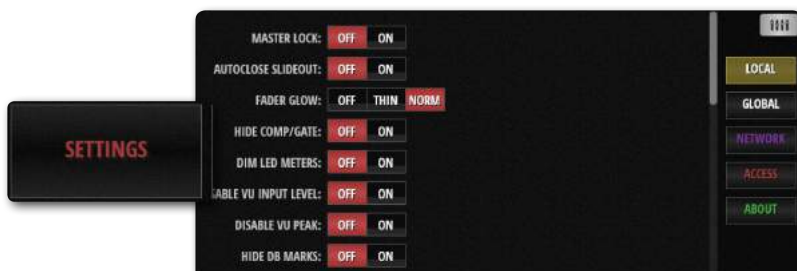 SETTINGS
MASTER LOCK: OFF ON
AUTOCLOSE SLIDEOUT: OFF ON
FADER GLOW: OFF THIN NORM
HIDE COMP/GATE: OFF ON
DIM LED METERS: OFF ON
ABLE VU INPUT LEVEL: OFF ON
DISABLE VU PEAK: OFF ON
HIDE DB MARKS: OFF ON
LOCAL
GLOBAL
NETWORK
ACCESS
ABOUT